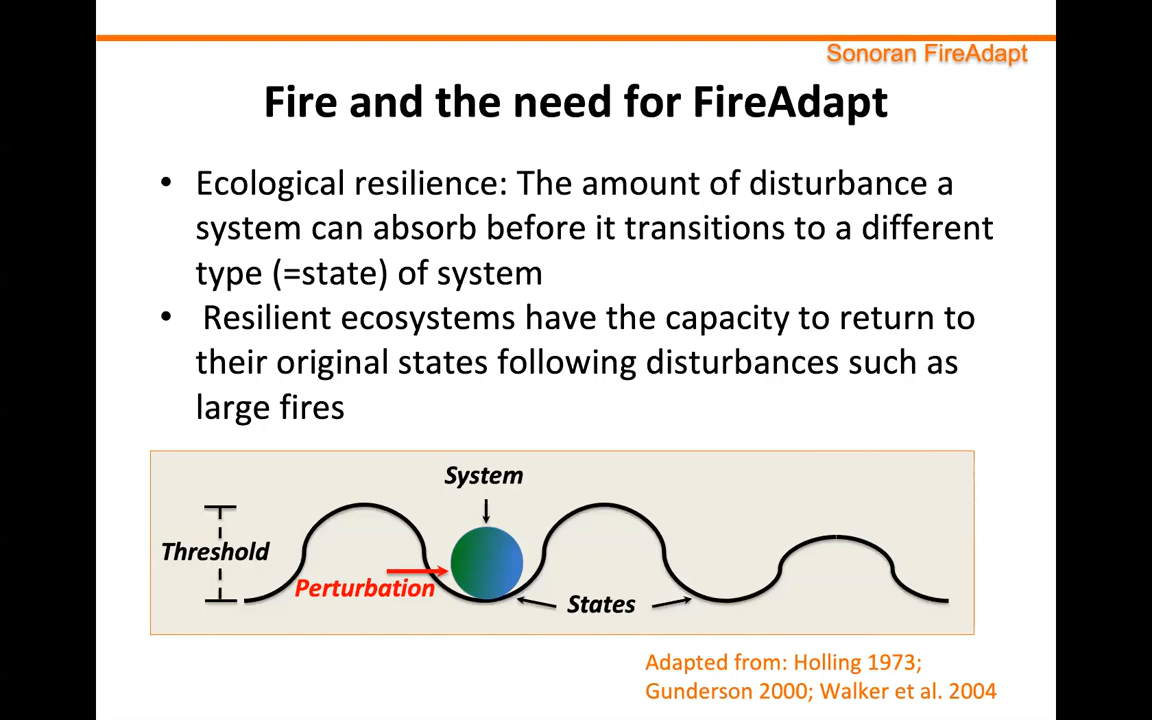 Sonoran FireAdapt
Fire and the need for FireAdapt
• Ecological resilience: The amount of disturbance a
system can absorb before it transitions to a different
type (=state) of system
• Resilient ecosystems have the capacity to return to
their original states following disturbances such as
large fires
System
Threshold
Perturbation
States
Adapted from: Holling 1973;
Gunderson 2000; Walker et al. 2004